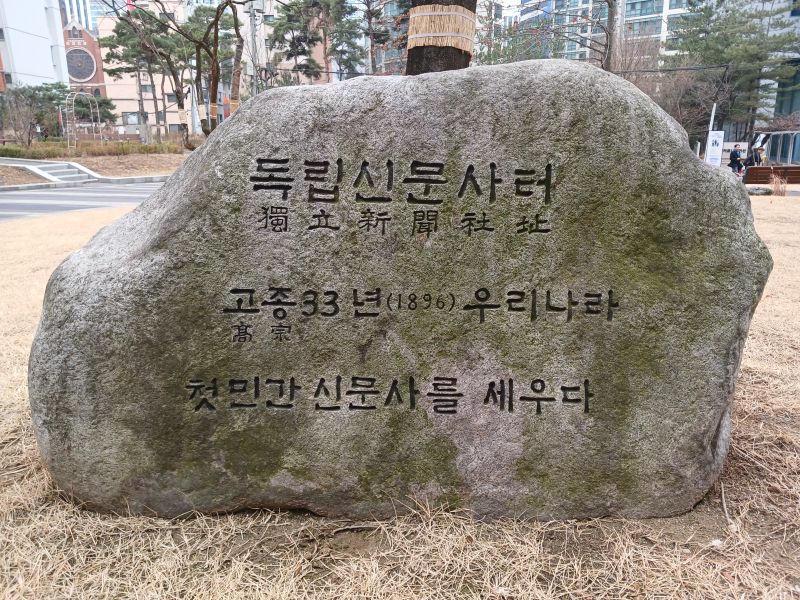 독립신문사터
獨立新聞社址
고종33년(1896) 우리나라
高宗
첫민간 신문사를 세우다